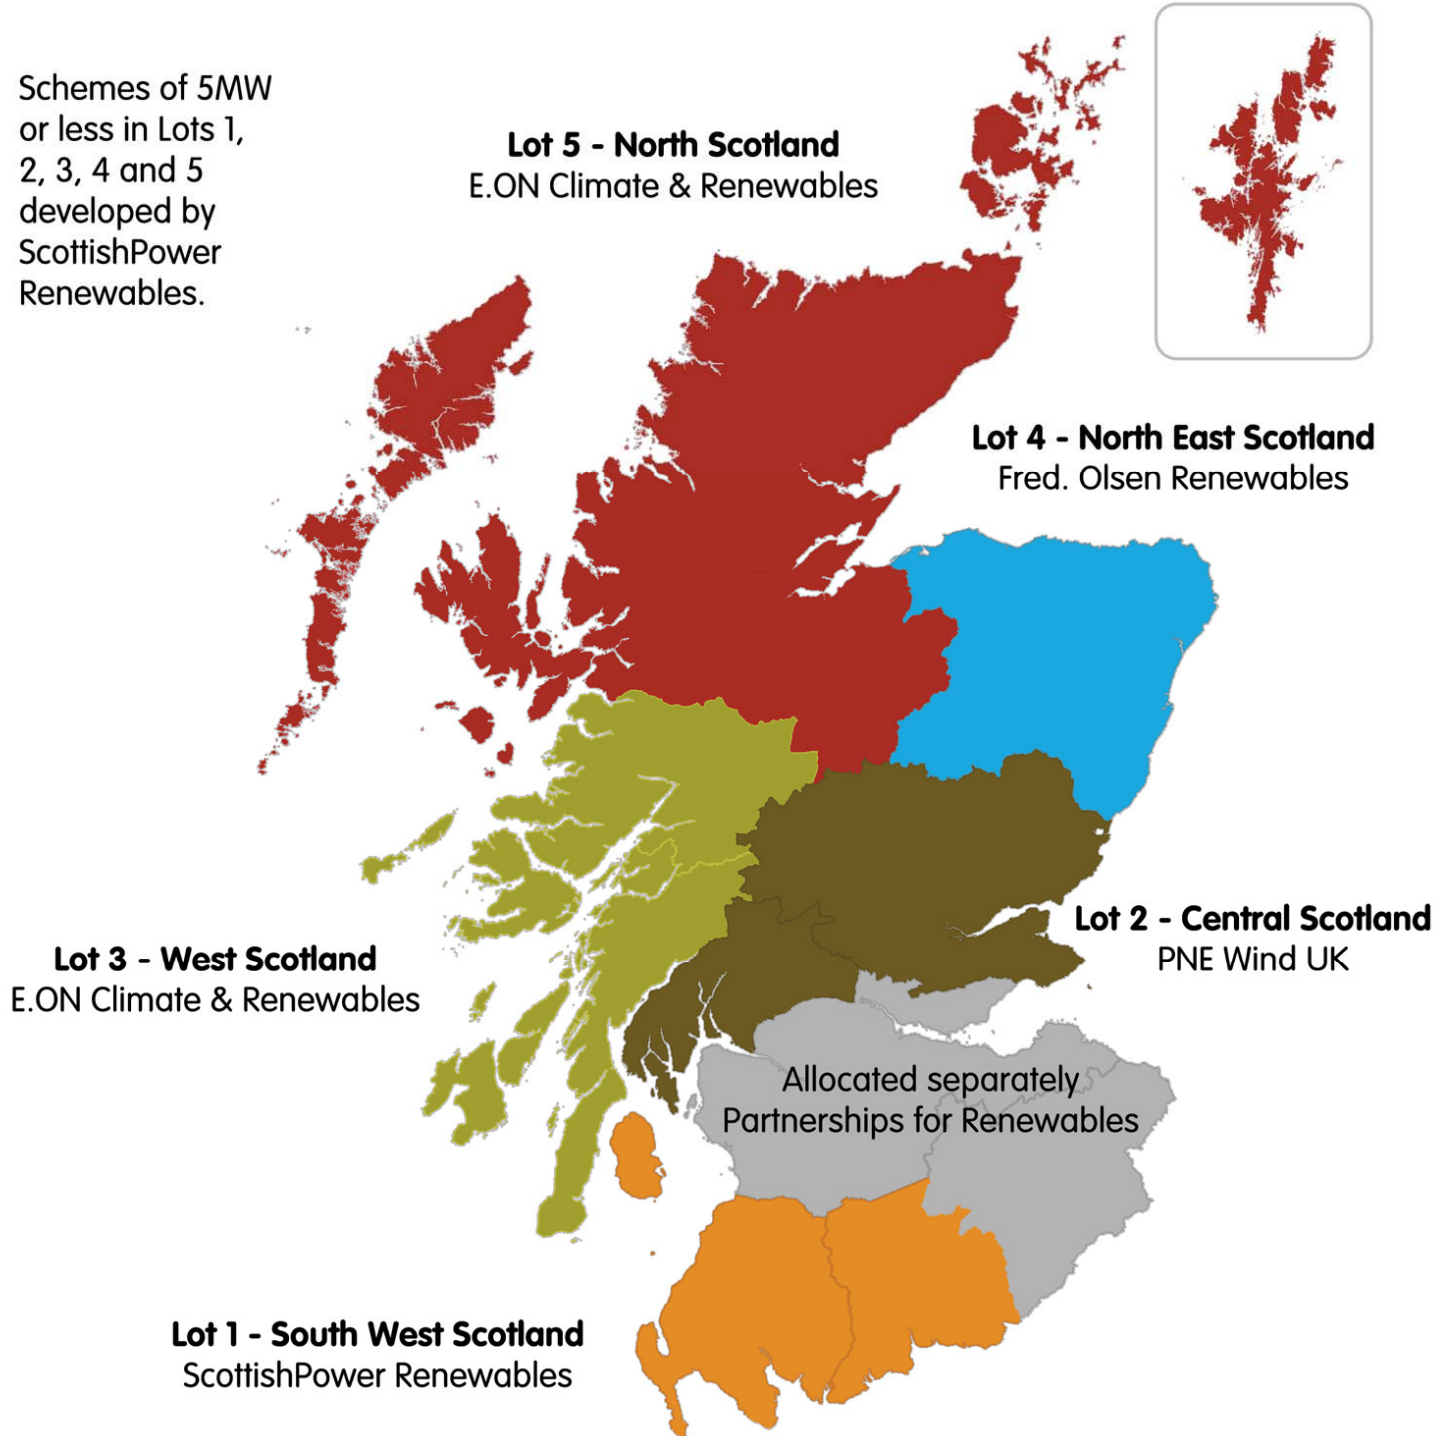 Schemes of 5MW
or less in Lots 1,
2, 3, 4 and 5
developed by
ScottishPower
Renewables.
Lot 5 - North Scotland
E.ON Climate & Renewables
Lot 4 - North East Scotland
Fred. Olsen Renewables
Lot 2 - Central Scotland
PNE Wind UK
Lot 3 - West Scotland
E.ON Climate & Renewables
Allocated separately
Partnerships for Renewables
Lot 1 - South West Scotland
ScottishPower Renewables